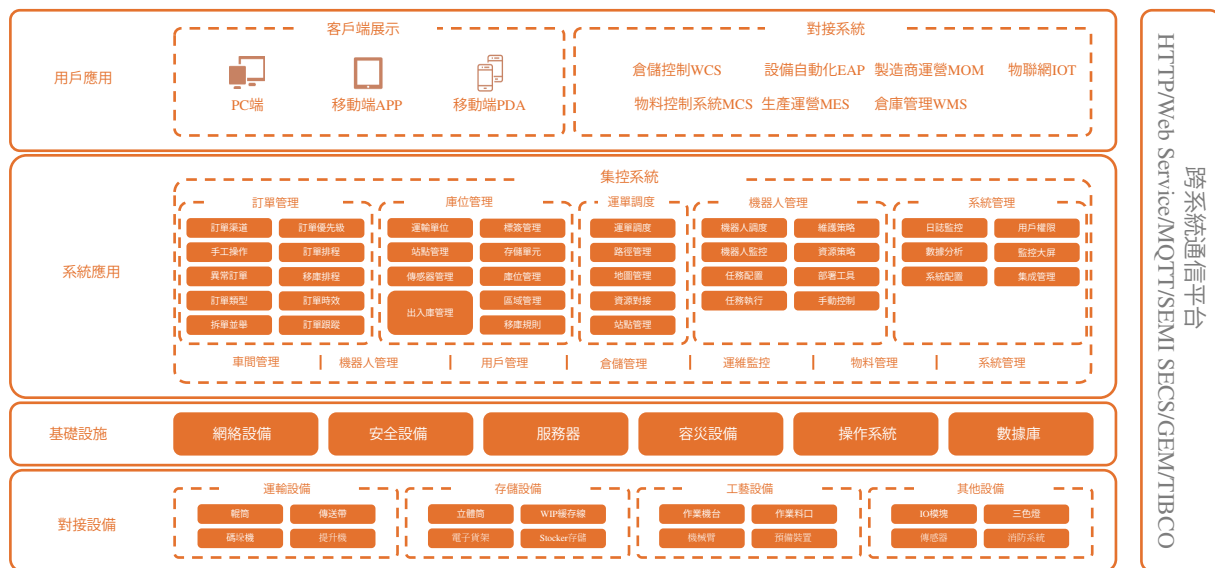 用戶應用
客戶端展示
PC端
移動端APP
移動端PDA
對接系統
倉儲控制WCS
設備自動化EAP
製造商運營MOM
物聯網IOT
物料控制系統MCS
生產運營MES
倉庫管理WMS
系統應用
集控系統
訂單管理
訂單渠道
訂單優先級
手工操作
訂單排程
異常訂單
移庫排程
訂單類型
訂單時效
拆單並舉
訂單跟蹤
庫位管理
運輸單位
標簽管理
站點管理
存儲單元
傳感器管理
庫位管理
出入庫管理
區域管理
移庫規則
運單調度
運單調度
路徑管理
地圖管理
資源對接
站點管理
機器人管理
機器人調度
維護策略
機器人監控
資源策略
任務配置
部署工具
任務執行
手動控制
系統管理
日誌監控
用戶權限
數據分析
監控大屏
系統配置
集成管理
車間管理
機器人管理
用戶管理
倉儲管理
運維監控
物料管理
系統管理
基礎設施
網絡設備
安全設備
服務器
容災設備
操作系統
數據庫
對接設備
運輸設備
輥筒
傳送帶
碼垛機
提升機
存儲設備
立體筒
WIP緩存線
電子貨架
Stocker存儲
工藝設備
作業機台
作業料口
機械臂
預備裝置
其他設備
IO模塊
三色燈
傳感器
消防系統
跨系統通信平台
HTTP/Web Service/MQTT/SEMI SECS/GEM/TIBCO